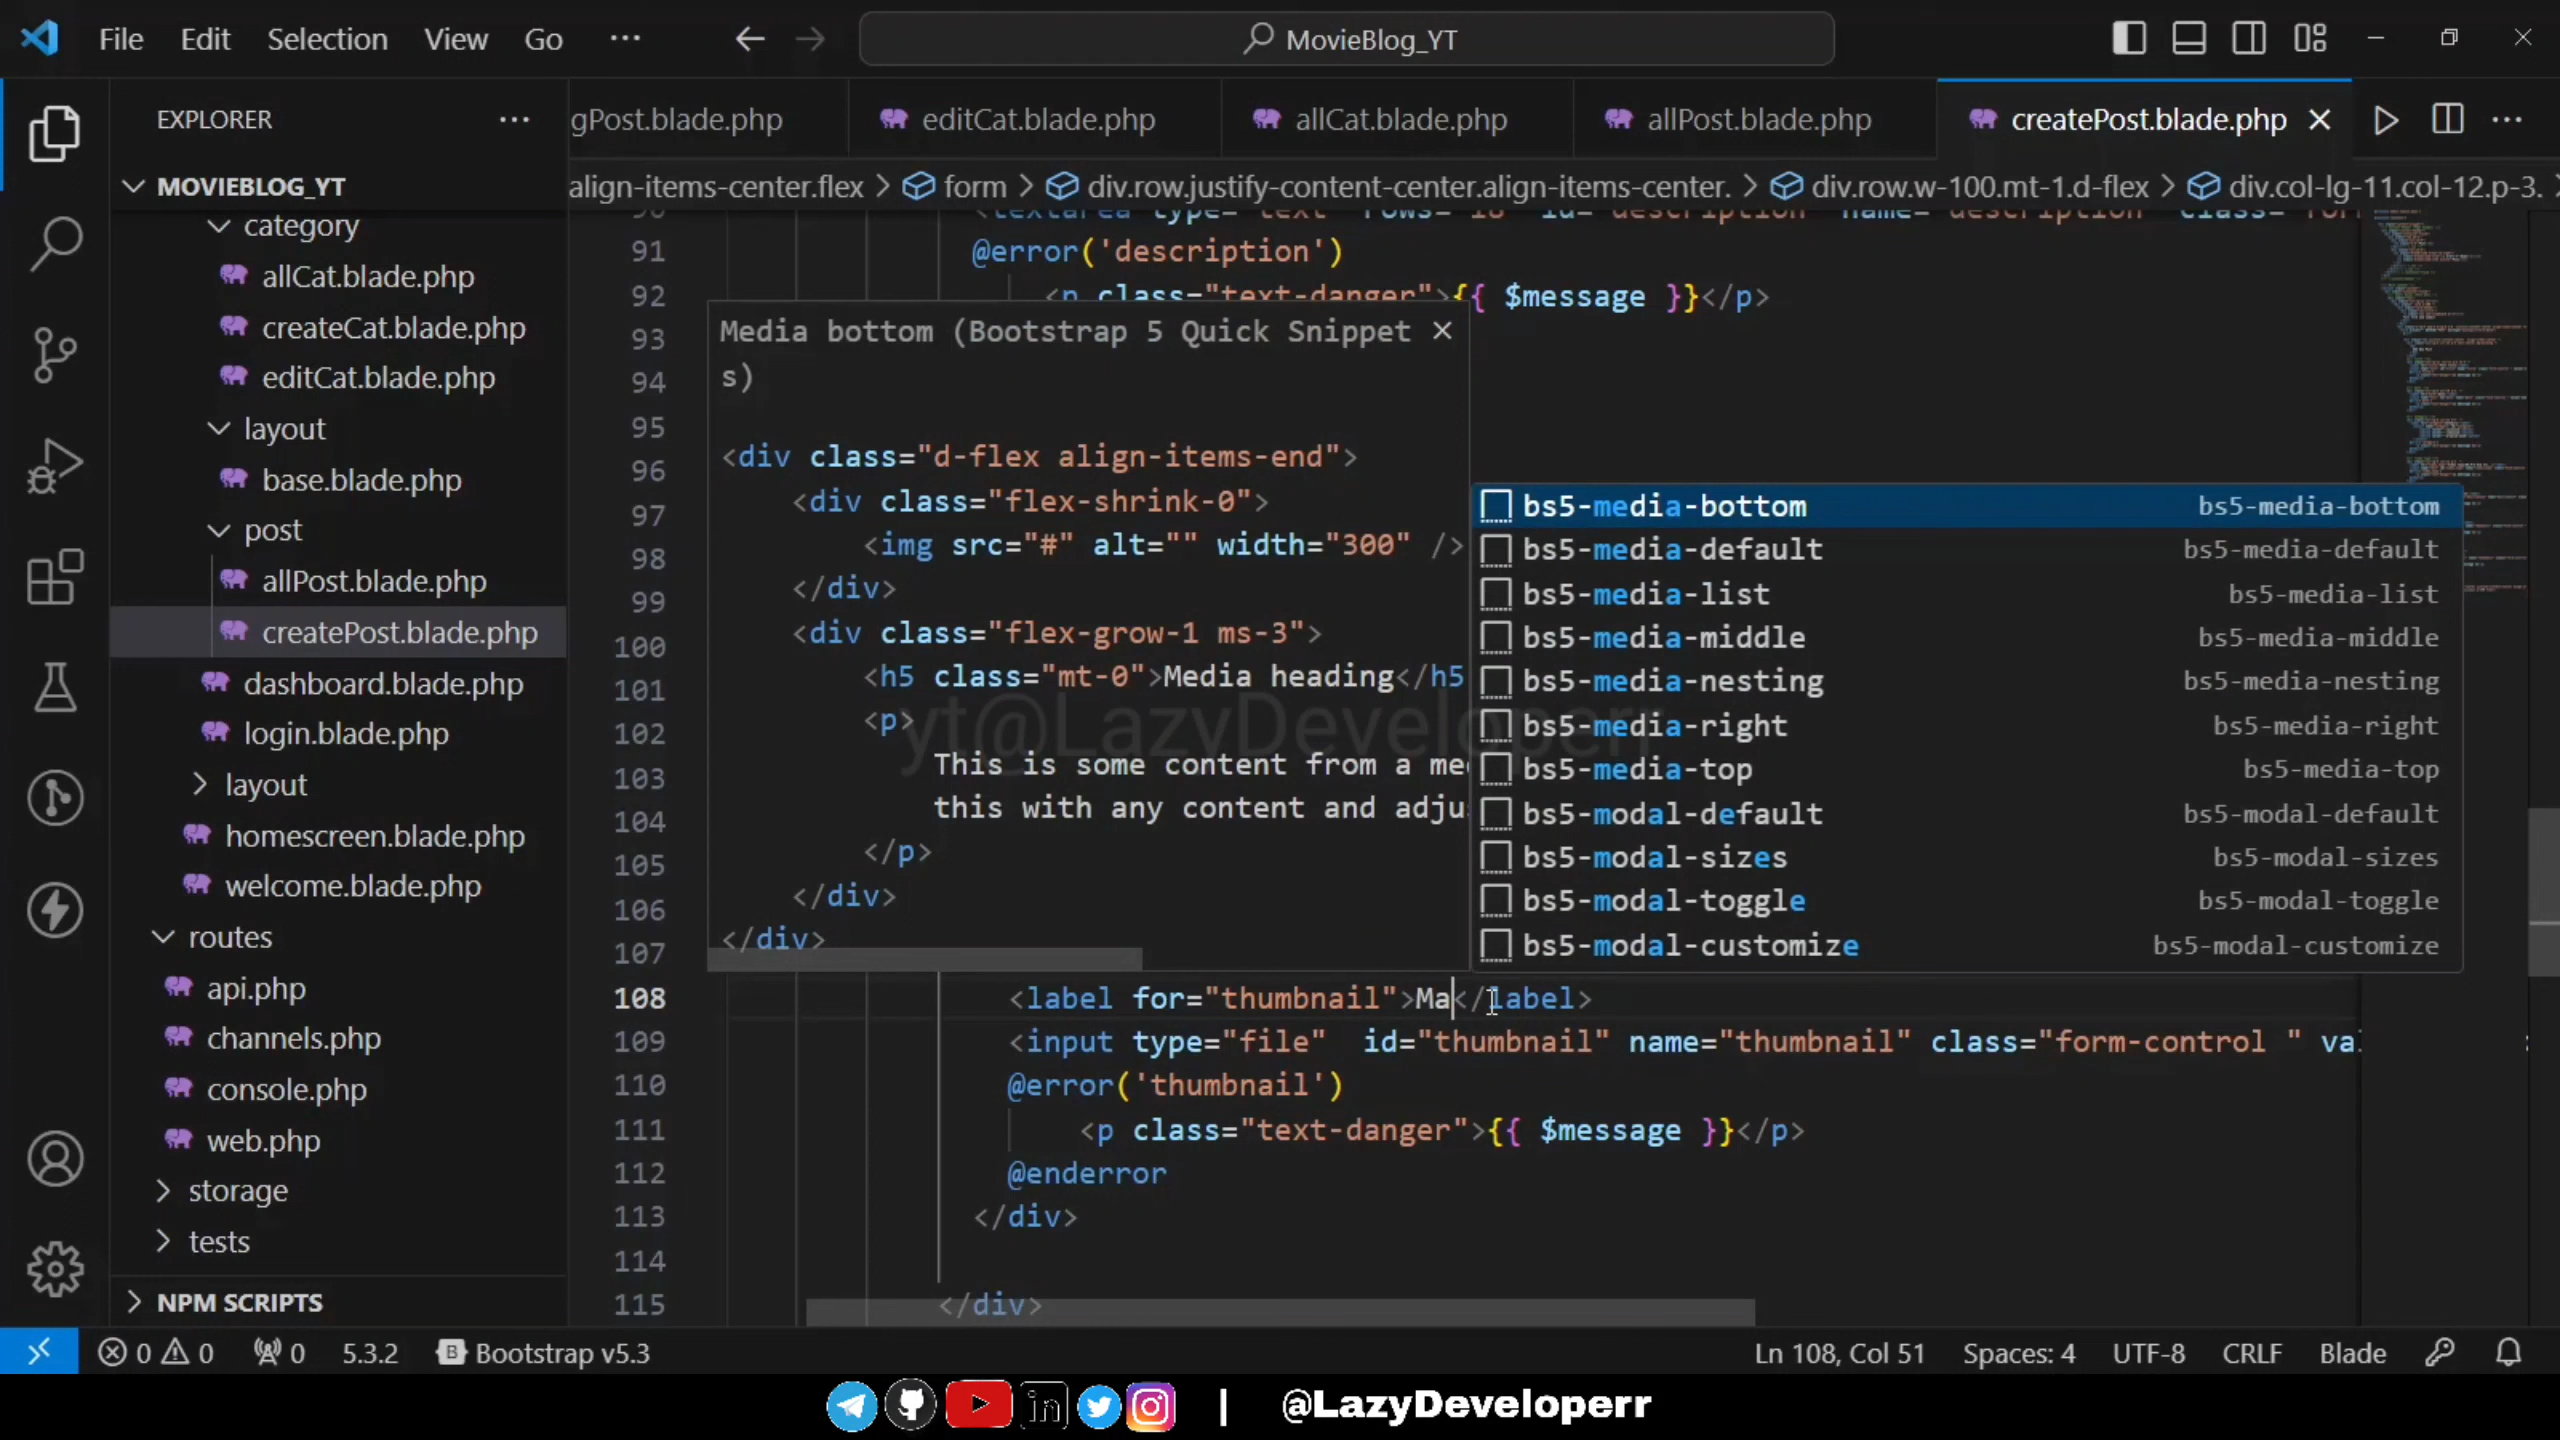 File Edit Selection View Go ··· MovieBlog_YT
EXPLORER ···
gPost.blade.php editCat.blade.php allCat.blade.php allPost.blade.php createPost.blade.php
MOVIEBLOG_YT
align-items-center.flex > form > div.row.justify-content-center.align-items-center. > div.row.w-100.mt-1.d-flex > div.col-lg-11.col-12.p-3.
category
allCat.blade.php
createCat.blade.php
editCat.blade.php
layout
base.blade.php
post
allPost.blade.php
createPost.blade.php
dashboard.blade.php
login.blade.php
layout
homescreen.blade.php
welcome.blade.php
routes
api.php
channels.php
console.php
web.php
storage
tests
NPM SCRIPTS
91 @error('description')
92 <p class="text-danger">{{ $message }}</p>
93
94
95
96
97
98
99
100
101
102
103
104
105
106
107
Media bottom (Bootstrap 5 Quick Snippet
s)
<div class="d-flex align-items-end">
<div class="flex-shrink-0">
<img src="#" alt="" width="300" />
</div>
<div class="flex-grow-1 ms-3">
<h5 class="mt-0">Media heading</h5
<p>
This is some content from a me
this with any content and adju
</p>
</div>
</div>
yt@LazyDeveloperr
bs5-media-bottom bs5-media-bottom
bs5-media-default bs5-media-default
bs5-media-list bs5-media-list
bs5-media-middle bs5-media-middle
bs5-media-nesting bs5-media-nesting
bs5-media-right bs5-media-right
bs5-media-top bs5-media-top
bs5-modal-default bs5-modal-default
bs5-modal-sizes bs5-modal-sizes
bs5-modal-toggle bs5-modal-toggle
bs5-modal-customize bs5-modal-customize
108 <label for="thumbnail">Ma</label>
109 <input type="file" id="thumbnail" name="thumbnail" class="form-control " va
110 @error('thumbnail')
111 <p class="text-danger">{{ $message }}</p>
112 @enderror
113 </div>
114
115 </div>
0 0 0 5.3.2 Bootstrap v5.3 Ln 108, Col 51 Spaces: 4 UTF-8 CRLF Blade
in | @LazyDeveloperr